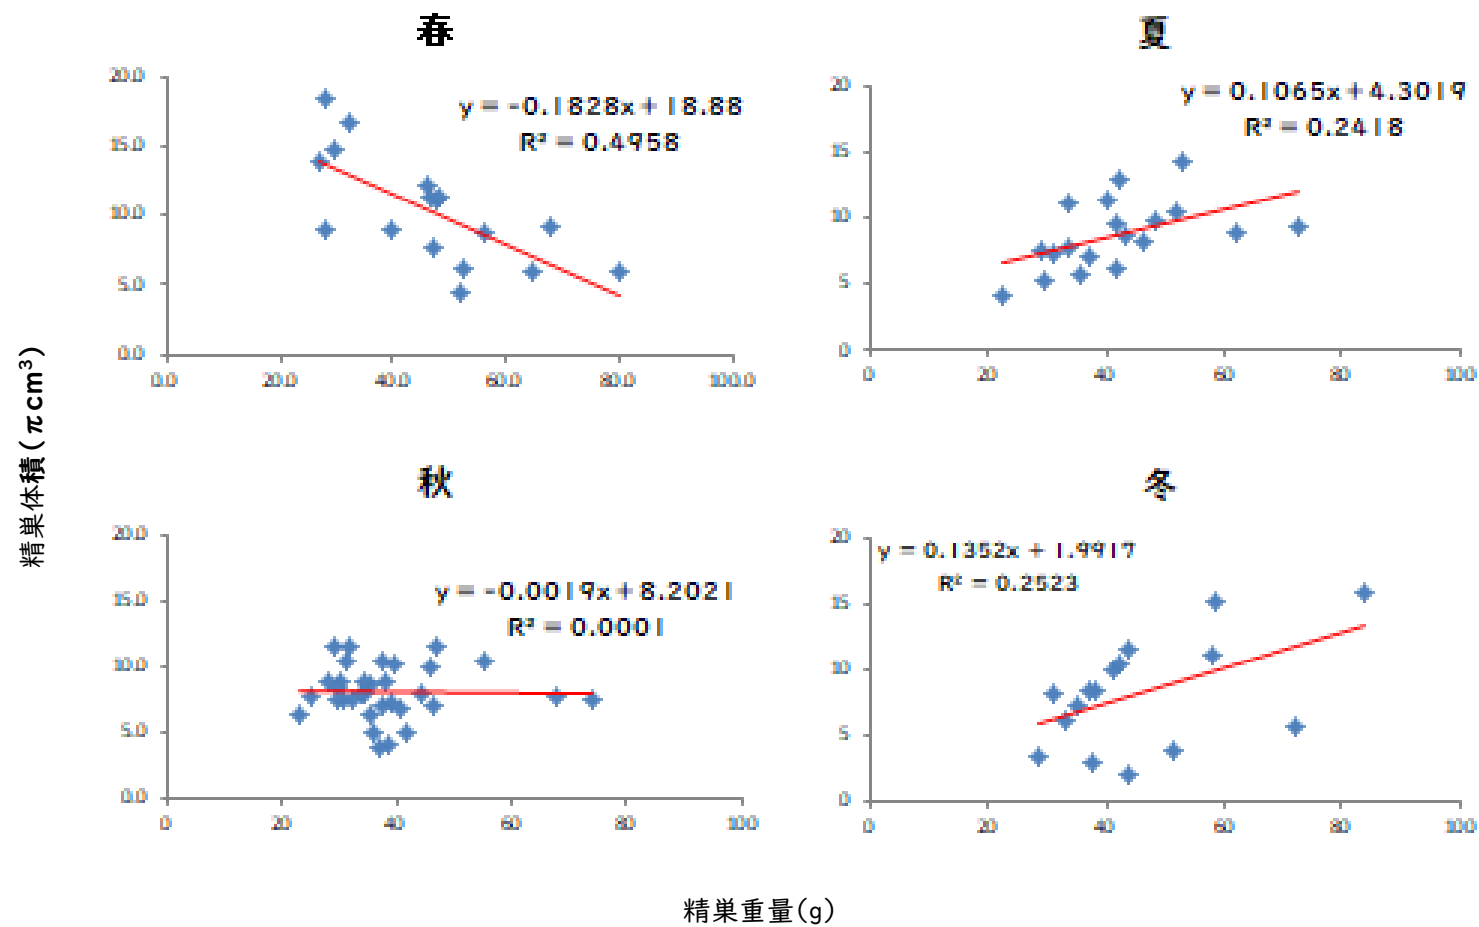 春
y = -0.1828x + 18.88
R² = 0.4958
20.0
15.0
10.0
5.0
0.0
0.0 20.0 40.0 60.0 80.0 100.0
夏
y = 0.1065x + 4.3019
R² = 0.2418
20
15
10
5
0
0 20 40 60 80 100
精巣体積(πcm³)
秋
y = -0.0019x + 8.2021
R² = 0.0001
20.0
15.0
10.0
5.0
0.0
0 20 40 60 80 100
冬
y = 0.1352x + 1.9917
R² = 0.2523
20
15
10
5
0
0 20 40 60 80 100
精巣重量(g)